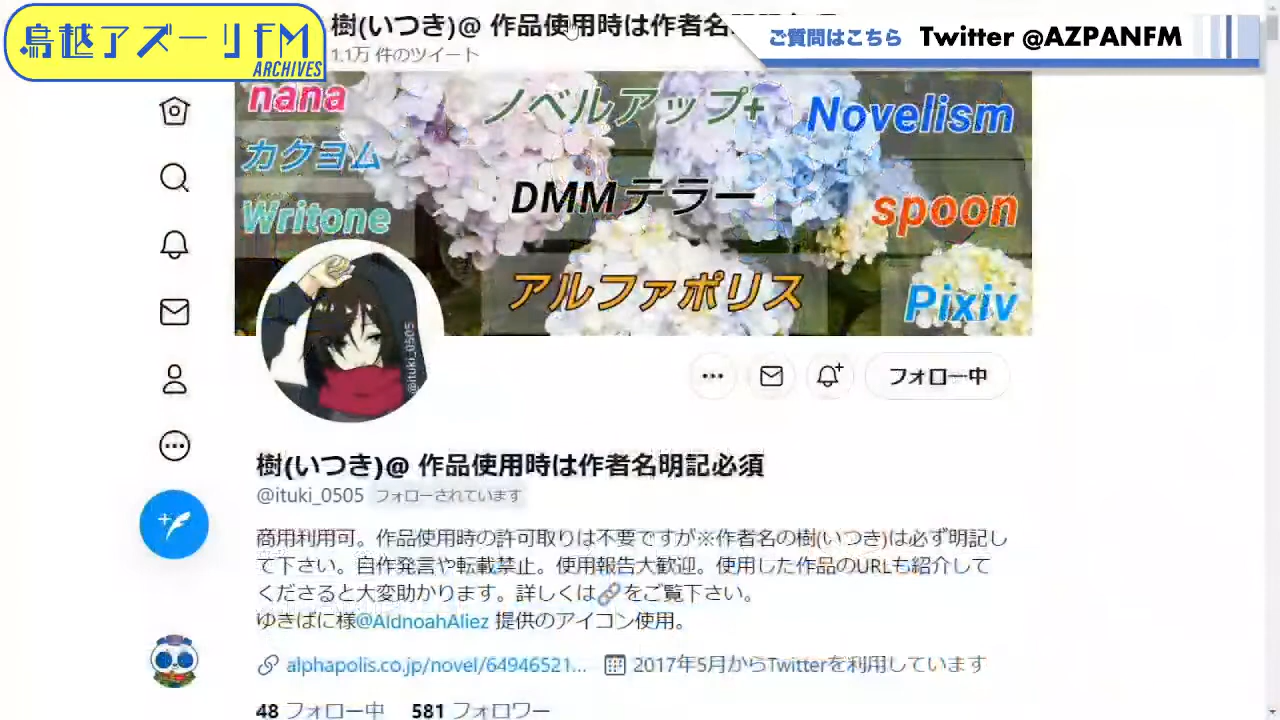 鳥越アズーリFM
ARCHIVES
樹(いつき)@ 作品使用時は作者名
1.1万 件のツイート
ご質問はこちら Twitter @AZPANFM
nana
ノベルアップ+
Novelism
カクヨム
DMMテラー
Writone
spoon
アルファポリス
Pixiv
@ituki_0505
フォロー中
樹(いつき)@ 作品使用時は作者名明記必須
@ituki_0505 フォローされています
商用利用可。作品使用時の許可取りは不要ですが※作者名の樹(いつき)は必ず明記し
て下さい。自作発言や転載禁止。使用報告大歓迎。使用した作品のURLも紹介して
くださると大変助かります。詳しくは🔗をご覧下さい。
ゆきばに様@AldnoahAliez 提供のアイコン使用。
alphapolis.co.jp/novel/64946521... 2017年5月からTwitterを利用しています
48 フォロー中 581 フォロワー